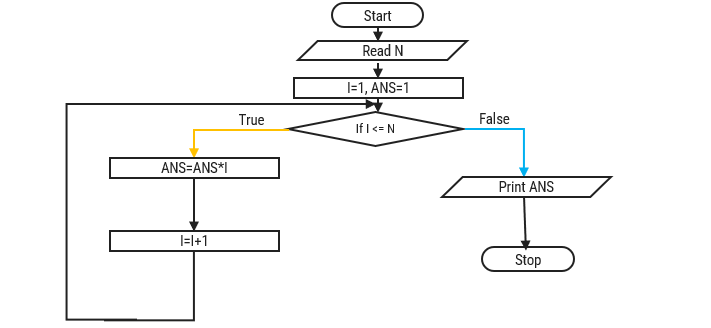 Start
Read N
I=1, ANS=1
If I <= N
True
False
ANS=ANS*I
Print ANS
I=I+1
Stop